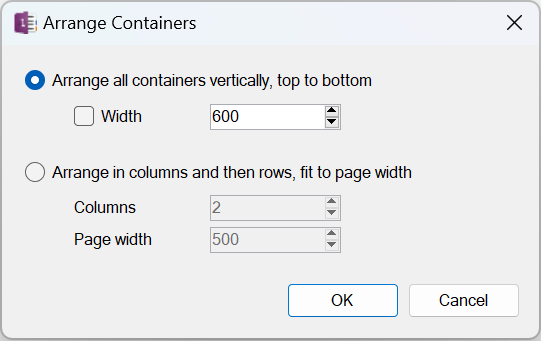 Arrange Containers
Arrange all containers vertically, top to bottom
Width 600
Arrange in columns and then rows, fit to page width
Columns 2
Page width 500
OK Cancel